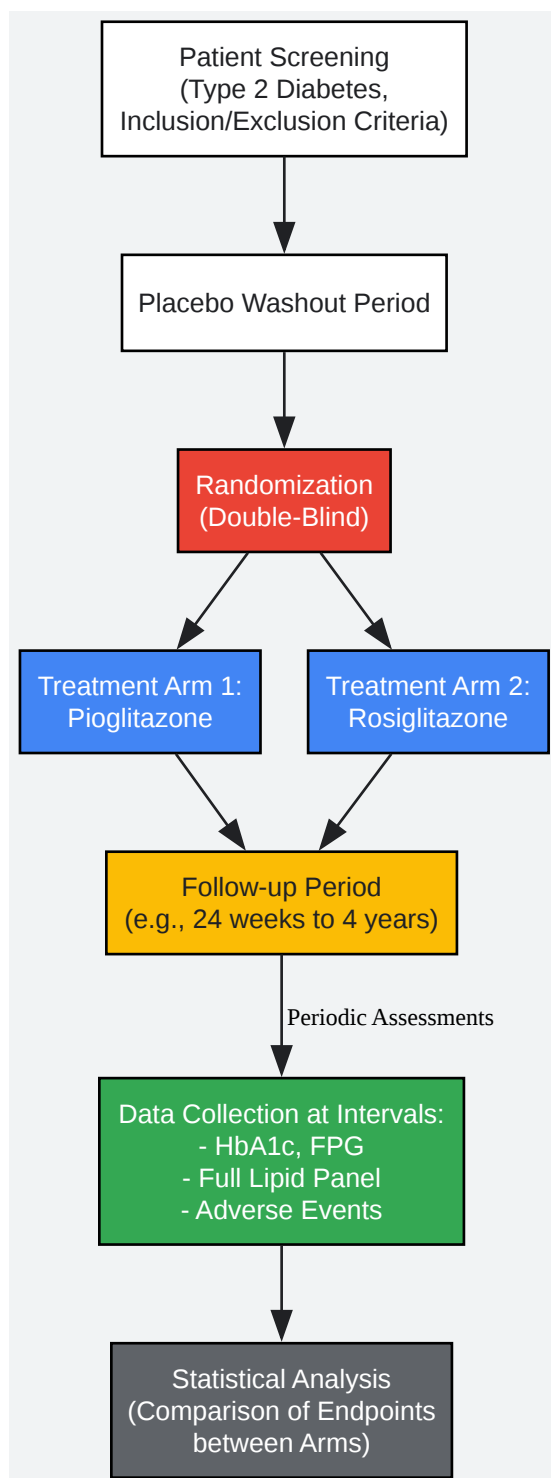 Patient Screening
(Type 2 Diabetes,
Inclusion/Exclusion Criteria)
Placebo Washout Period
Randomization
(Double-Blind)
Treatment Arm 1:
Pioglitazone
Treatment Arm 2:
Rosiglitazone
Follow-up Period
(e.g., 24 weeks to 4 years)
Periodic Assessments
Data Collection at Intervals:
- HbA1c, FPG
- Full Lipid Panel
- Adverse Events
Statistical Analysis
(Comparison of Endpoints
between Arms)